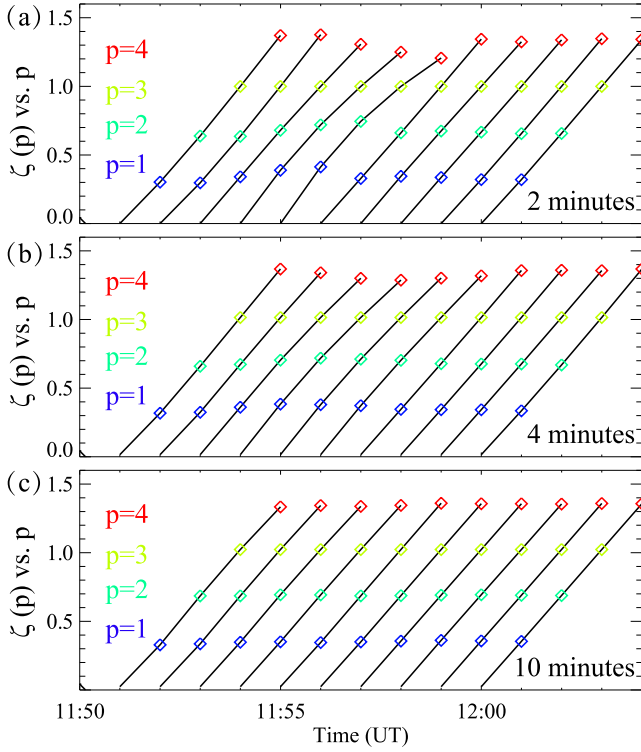 (a)
ζ (p) vs. p
1.5
1.0
0.5
0.0
p=4
p=3
p=2
p=1
2 minutes
(b)
ζ (p) vs. p
1.5
1.0
0.5
0.0
p=4
p=3
p=2
p=1
4 minutes
(c)
ζ (p) vs. p
1.5
1.0
0.5
p=4
p=3
p=2
p=1
10 minutes
11:50 11:55 12:00
Time (UT)